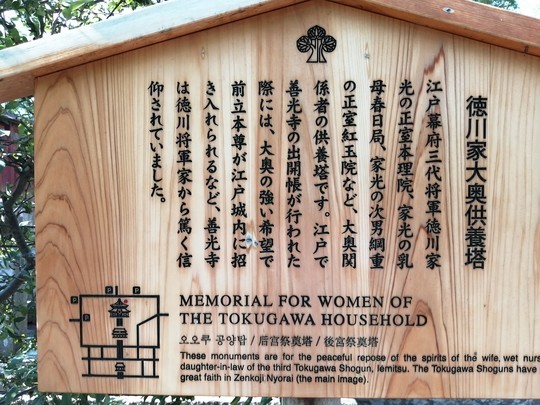 徳川家大奥供養塔
江戸幕府三代将軍徳川家
光の正室本理院、家光の乳
母春日局、家光の次男綱重
の正室紅玉院など、大奥関
係者の供養塔です。江戸で
善光寺の出開帳が行われた
際には、大奥の強い希望で
前立本尊が江戸城内に招
き入れられるなど、善光寺
は徳川将軍家から篤く信
仰されていました。
MEMORIAL FOR WOMEN OF
THE TOKUGAWA HOUSEHOLD
오오쿠 공양탑 / 后宫祭奠塔 / 後宮祭奠塔
These monuments are for the peaceful repose of the spirits of the wife, wet nurs
daughter-in-law of the third Tokugawa Shogun, Iemitsu. The Tokugawa Shoguns have
great faith in Zenkoji Nyorai (the main image).